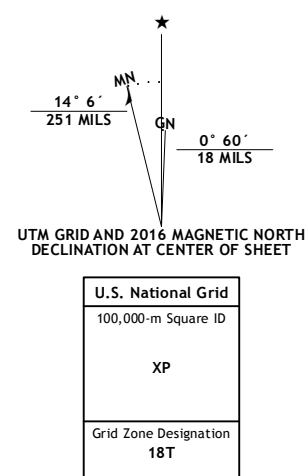 ★
MN
14° 6´
251 MILS
GN
0° 60´
18 MILS
UTM GRID AND 2016 MAGNETIC NORTH
DECLINATION AT CENTER OF SHEET
U.S. National Grid
100,000-m Square ID
XP
Grid Zone Designation
18T